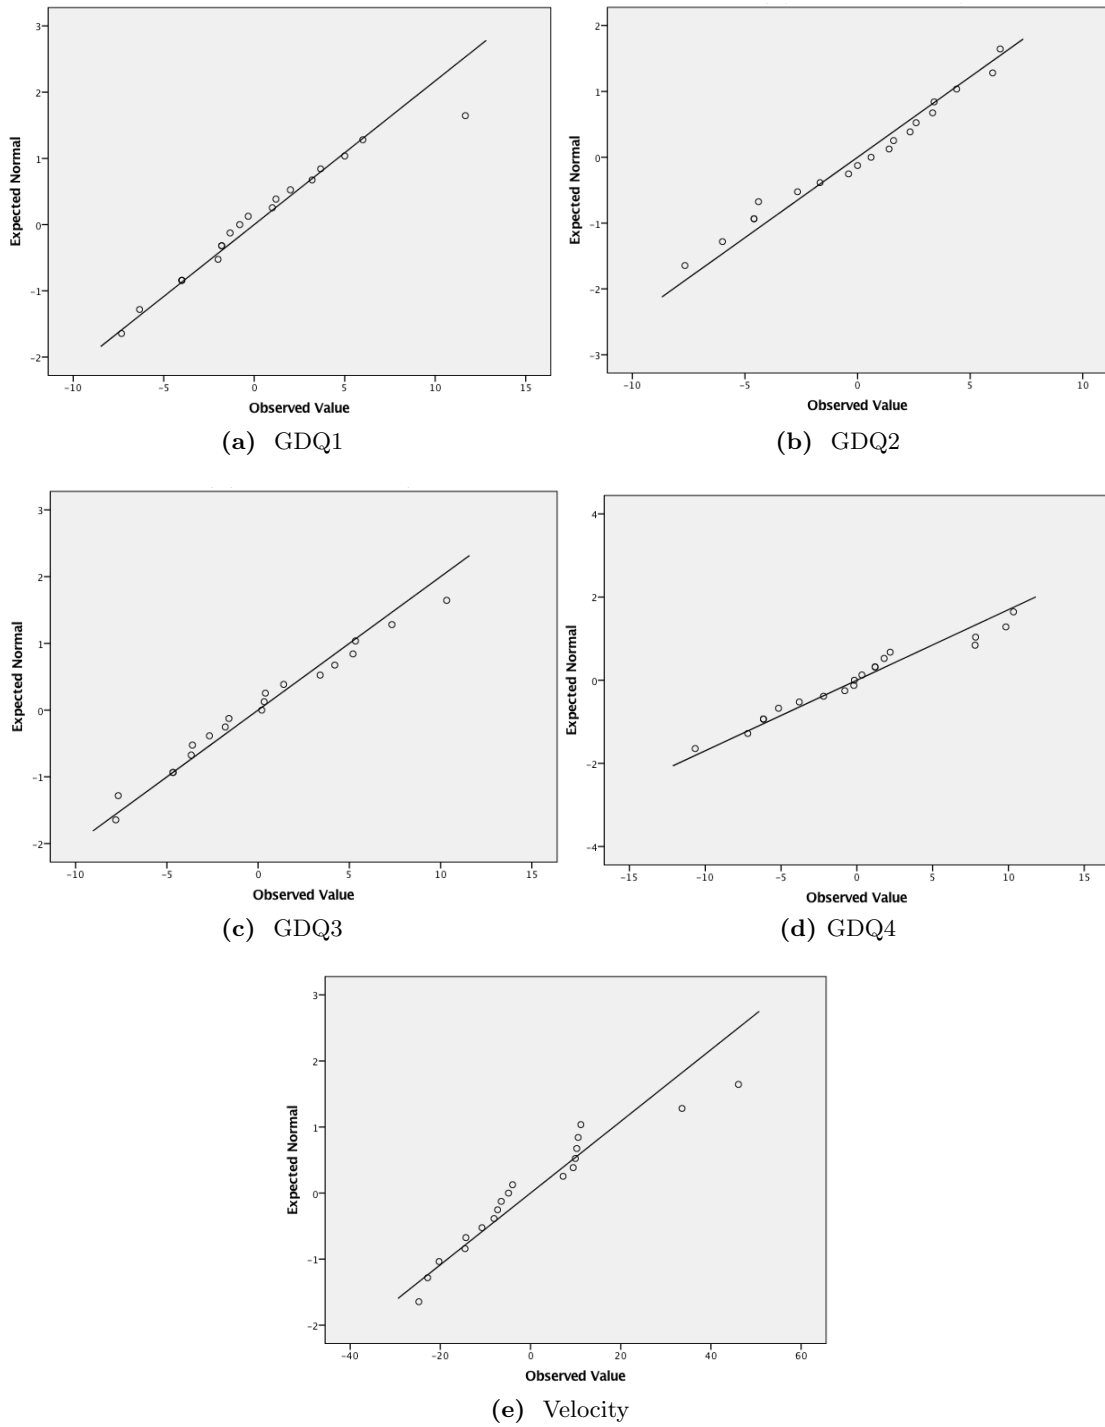 3
2
1
0
−1
−2
Expected Normal
−10 −5 0 5 10 15
Observed Value
(a) GDQ1
2
1
0
−1
−2
−3
Expected Normal
−10 −5 0 5 10
Observed Value
(b) GDQ2
3
2
1
0
−1
−2
Expected Normal
−10 −5 0 5 10 15
Observed Value
(c) GDQ3
4
2
0
−2
−4
Expected Normal
−15 −10 −5 0 5 10 15
Observed Value
(d) GDQ4
3
2
1
0
−1
−2
Expected Normal
−40 −20 0 20 40 60
Observed Value
(e) Velocity